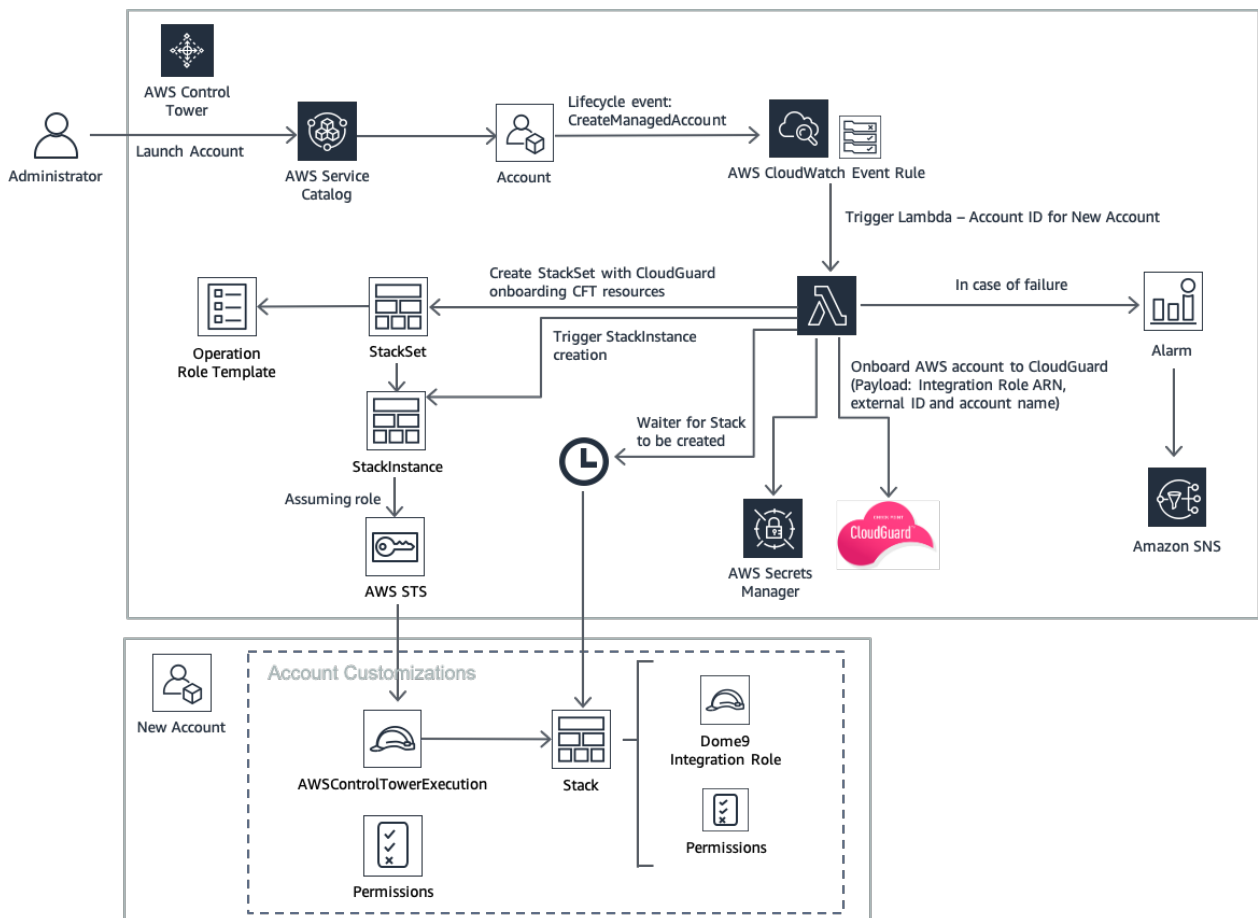 AWS Control
Tower
Administrator
Launch Account
AWS Service
Catalog
Account
Lifecycle event:
CreateManagedAccount
AWS CloudWatch Event Rule
Trigger Lambda – Account ID for New Account
Create StackSet with CloudGuard
onboarding CFT resources
In case of failure
Operation
Role Template
StackSet
Trigger StackInstance
creation
Alarm
Onboard AWS account to CloudGuard
(Payload: Integration Role ARN,
external ID and account name)
Waiter for Stack
to be created
StackInstance
Assuming role
AWS STS
AWS Secrets
Manager
CHECK POINT
CloudGuard
Amazon SNS
New Account
Account Customizations
AWSControlTowerExecution
Permissions
Stack
Dome9
Integration Role
Permissions